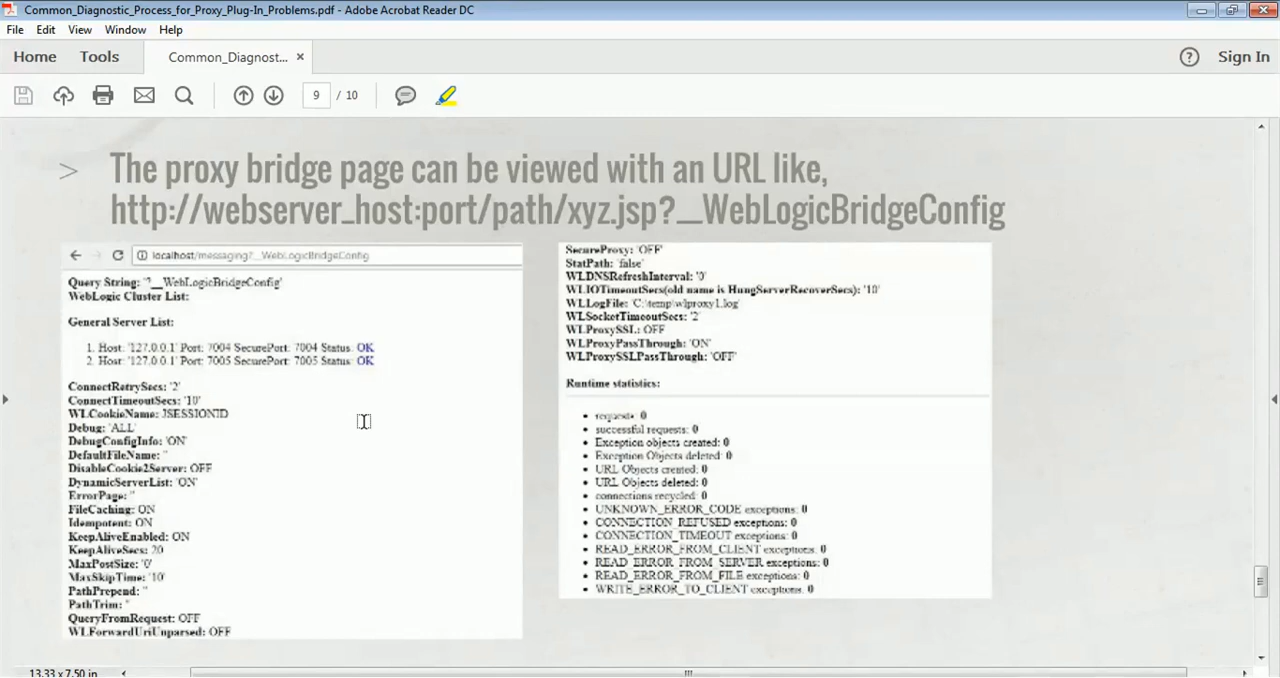 Common_Diagnostic_Process_for_Proxy_Plug-In_Problems.pdf - Adobe Acrobat Reader DC
File Edit View Window Help
Home Tools Common_Diagnost... × ? Sign In
9 / 10
> The proxy bridge page can be viewed with an URL like,
http://webserver_host:port/path/xyz.jsp?__WebLogicBridgeConfig
localhost/messaging?__WebLogicBridgeConfig
Query String: '?__WebLogicBridgeConfig'
WebLogic Cluster List:
General Server List:
1. Host: '127.0.0.1' Port: 7004 SecurePort: 7004 Status: OK
2. Host: '127.0.0.1' Port: 7005 SecurePort: 7005 Status: OK
ConnectRetrySecs: '2'
ConnectTimeoutSecs: '10'
WLCookieName: JSESSIONID
Debug: 'ALL'
DebugConfigInfo: 'ON'
DefaultFileName: ''
DisableCookie2Server: OFF
DynamicServerList: 'ON'
ErrorPage: ''
FileCaching: ON
Idempotent: ON
KeepAliveEnabled: ON
KeepAliveSecs: 20
MaxPostSize: '0'
MaxSkipTime: '10'
PathPrepend: ''
PathTrim: ''
QueryFromRequest: OFF
WLForwardUriUnparsed: OFF
SecureProxy: 'OFF'
StatPath: 'false'
WLDNSRefreshInterval: '0'
WLIOTimeoutSecs(old name is HungServerRecoverSecs): '10'
WLLogFile: 'C:\temp\wlproxy1.log'
WLSocketTimeoutSecs: '2'
WLProxySSL: OFF
WLProxyPassThrough: 'ON'
WLProxySSLPassThrough: 'OFF'
Runtime statistics:
• requests: 0
• successful requests: 0
• Exception objects created: 0
• Exception Objects deleted: 0
• URL Objects created: 0
• URL Objects deleted: 0
• connections recycled: 0
• UNKNOWN_ERROR_CODE exceptions: 0
• CONNECTION_REFUSED exceptions: 0
• CONNECTION_TIMEOUT exceptions: 0
• READ_ERROR_FROM_CLIENT exceptions: 0
• READ_ERROR_FROM_SERVER exceptions: 0
• READ_ERROR_FROM_FILE exceptions: 0
• WRITE_ERROR_TO_CLIENT exceptions: 0
13.33 x 7.50 in